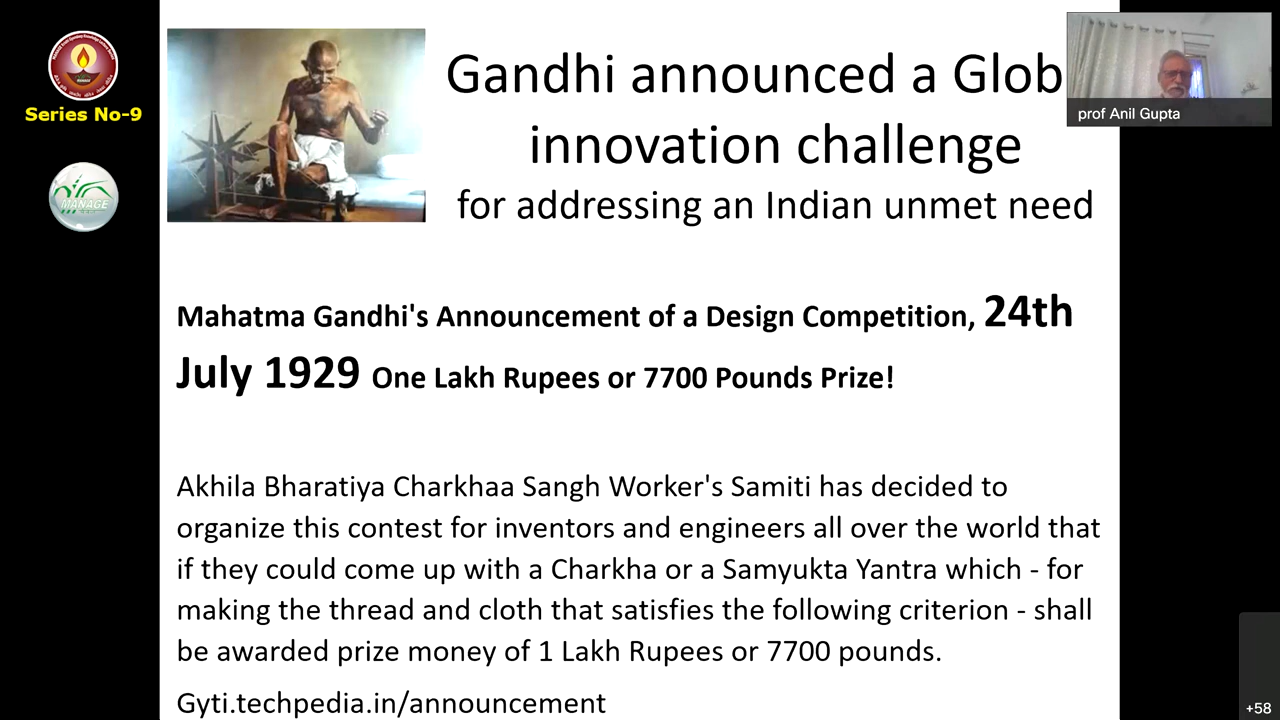 Series No-9
MANAGE
Gandhi announced a Glob
innovation challenge
for addressing an Indian unmet need
prof Anil Gupta
Mahatma Gandhi's Announcement of a Design Competition, 24th
July 1929 One Lakh Rupees or 7700 Pounds Prize!
Akhila Bharatiya Charkhaa Sangh Worker's Samiti has decided to
organize this contest for inventors and engineers all over the world that
if they could come up with a Charkha or a Samyukta Yantra which - for
making the thread and cloth that satisfies the following criterion - shall
be awarded prize money of 1 Lakh Rupees or 7700 pounds.
Gyti.techpedia.in/announcement
+58